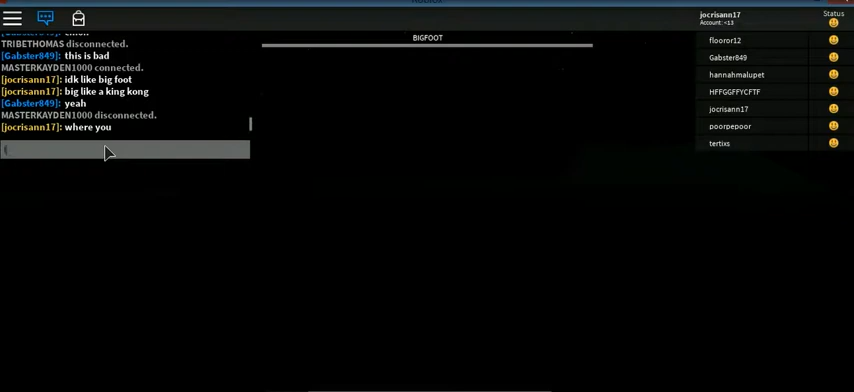 jocrisann17
Account: <13
Status
TRIBETHOMAS disconnected.
[Gabster849]: this is bad
MASTERKAYDEN1000 connected.
[jocrisann17]: idk like big foot
[jocrisann17]: big like a king kong
[Gabster849]: yeah
MASTERKAYDEN1000 disconnected.
[jocrisann17]: where you
BIGFOOT
flooror12
Gabster849
hannahmalupet
HFFGGFFYCFTF
jocrisann17
poorpepoor
tertixs